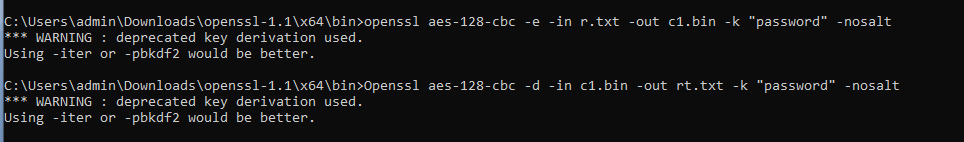 C:\Users\admin\Downloads\openssl-1.1\x64\bin>openssl aes-128-cbc -e -in r.txt -out c1.bin -k "password" -nosalt
*** WARNING : deprecated key derivation used.
Using -iter or -pbkdf2 would be better.
C:\Users\admin\Downloads\openssl-1.1\x64\bin>Openssl aes-128-cbc -d -in c1.bin -out rt.txt -k "password" -nosalt
*** WARNING : deprecated key derivation used.
Using -iter or -pbkdf2 would be better.